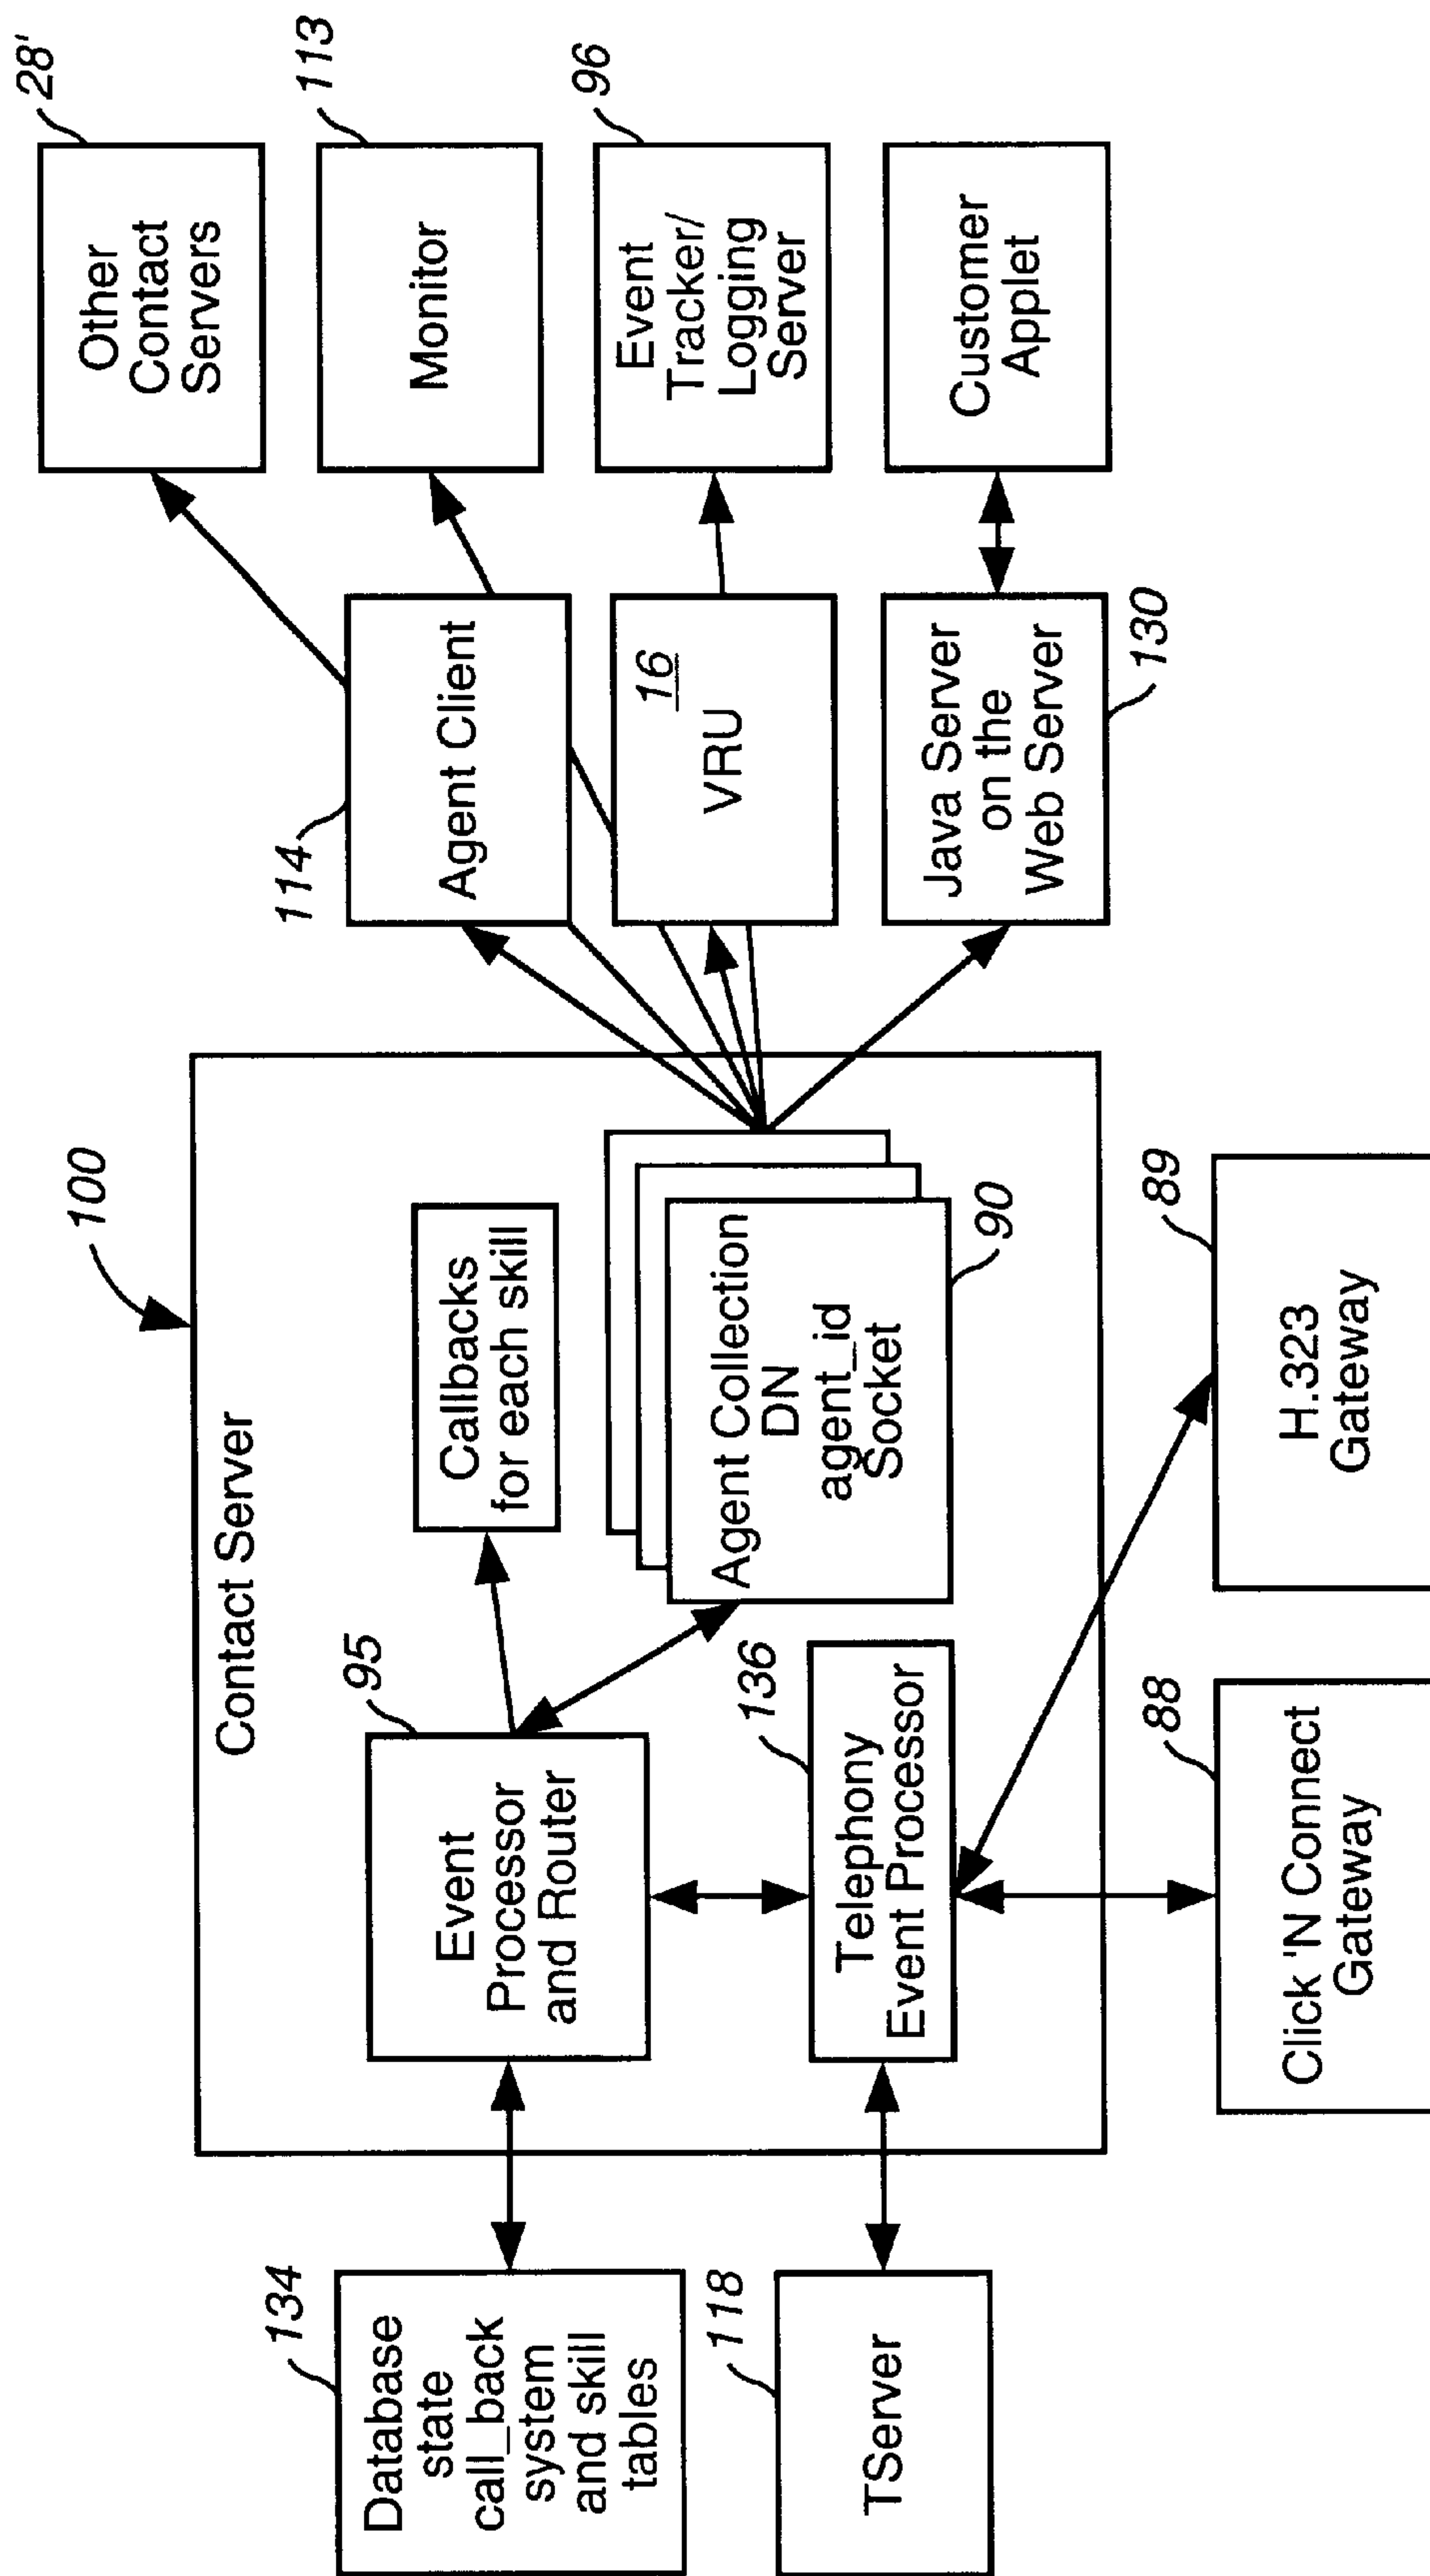 100
Contact Server
134
Database
state
call_back
system
and skill
tables
118
TServer
95
Event
Processor
and Router
136
Telephony
Event Processor
Callbacks
for each skill
Agent Collection
DN
agent_id
Socket
90
88
Click 'N Connect
Gateway
89
H.323
Gateway
114
Agent Client
16
VRU
Java Server
on the
Web Server
130
28'
Other
Contact
Servers
113
Monitor
96
Event
Tracker/
Logging
Server
Customer
Applet